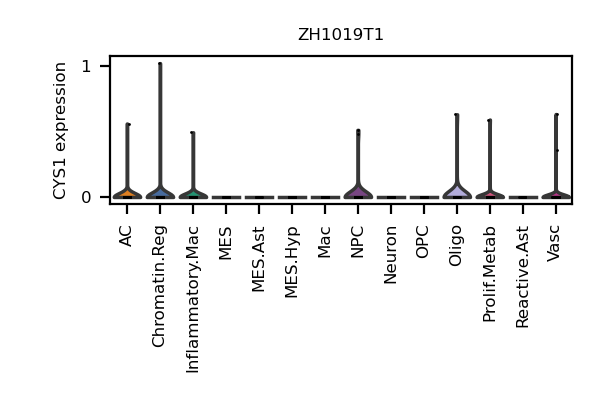 ZH1019T1
CYS1 expression
1
0
AC
Chromatin.Reg
Inflammatory.Mac
MES
MES.Ast
MES.Hyp
Mac
NPC
Neuron
OPC
Oligo
Prolif.Metab
Reactive.Ast
Vasc